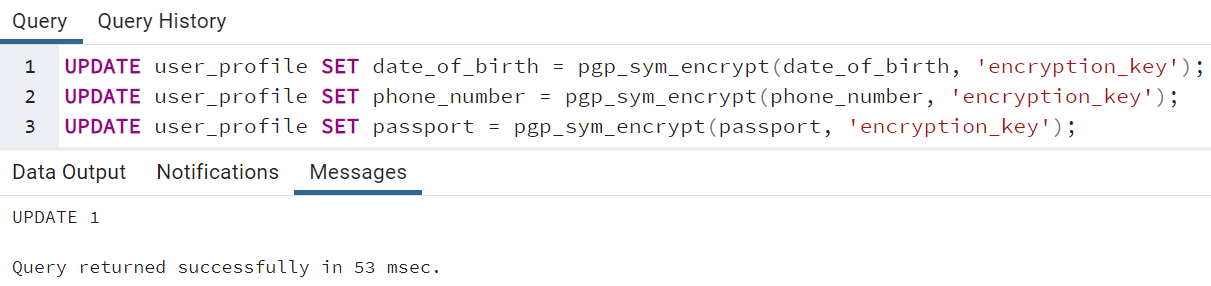 Query Query History
1 UPDATE user_profile SET date_of_birth = pgp_sym_encrypt(date_of_birth, 'encryption_key');
2 UPDATE user_profile SET phone_number = pgp_sym_encrypt(phone_number, 'encryption_key');
3 UPDATE user_profile SET passport = pgp_sym_encrypt(passport, 'encryption_key');
Data Output Notifications Messages
UPDATE 1
Query returned successfully in 53 msec.